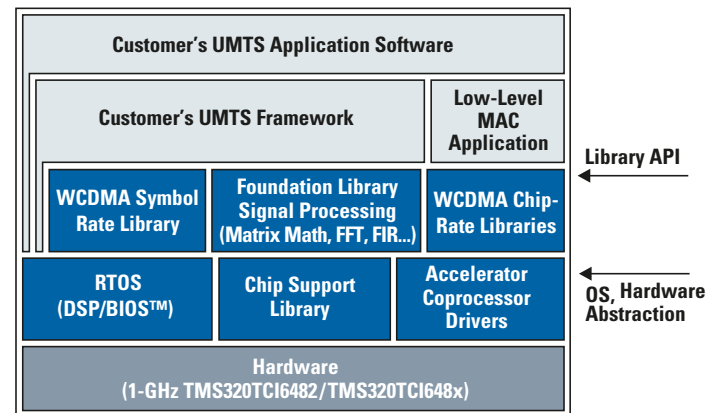 Customer's UMTS Application Software
Customer's UMTS Framework
Low-Level
MAC
Application
Library API
WCDMA Symbol
Rate Library
Foundation Library
Signal Processing
(Matrix Math, FFT, FIR...)
WCDMA Chip-
Rate Libraries
RTOS
(DSP/BIOS™)
Chip Support
Library
Accelerator
Coprocessor
Drivers
OS, Hardware
Abstraction
Hardware
(1-GHz TMS320TCI6482/TMS320TCI648x)